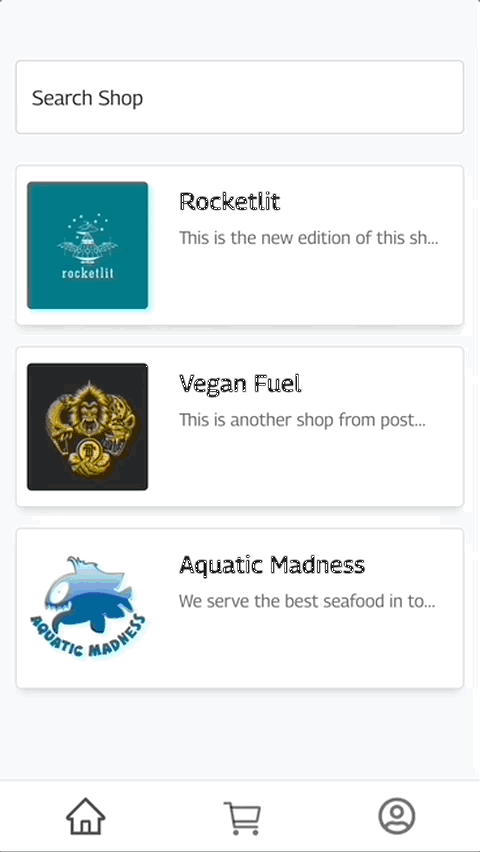 Search Shop
Rocketlit
This is the new edition of this sh...
rocketlit
Vegan Fuel
This is another shop from post...
Aquatic Madness
We serve the best seafood in to...
AQUATIC MADNESS